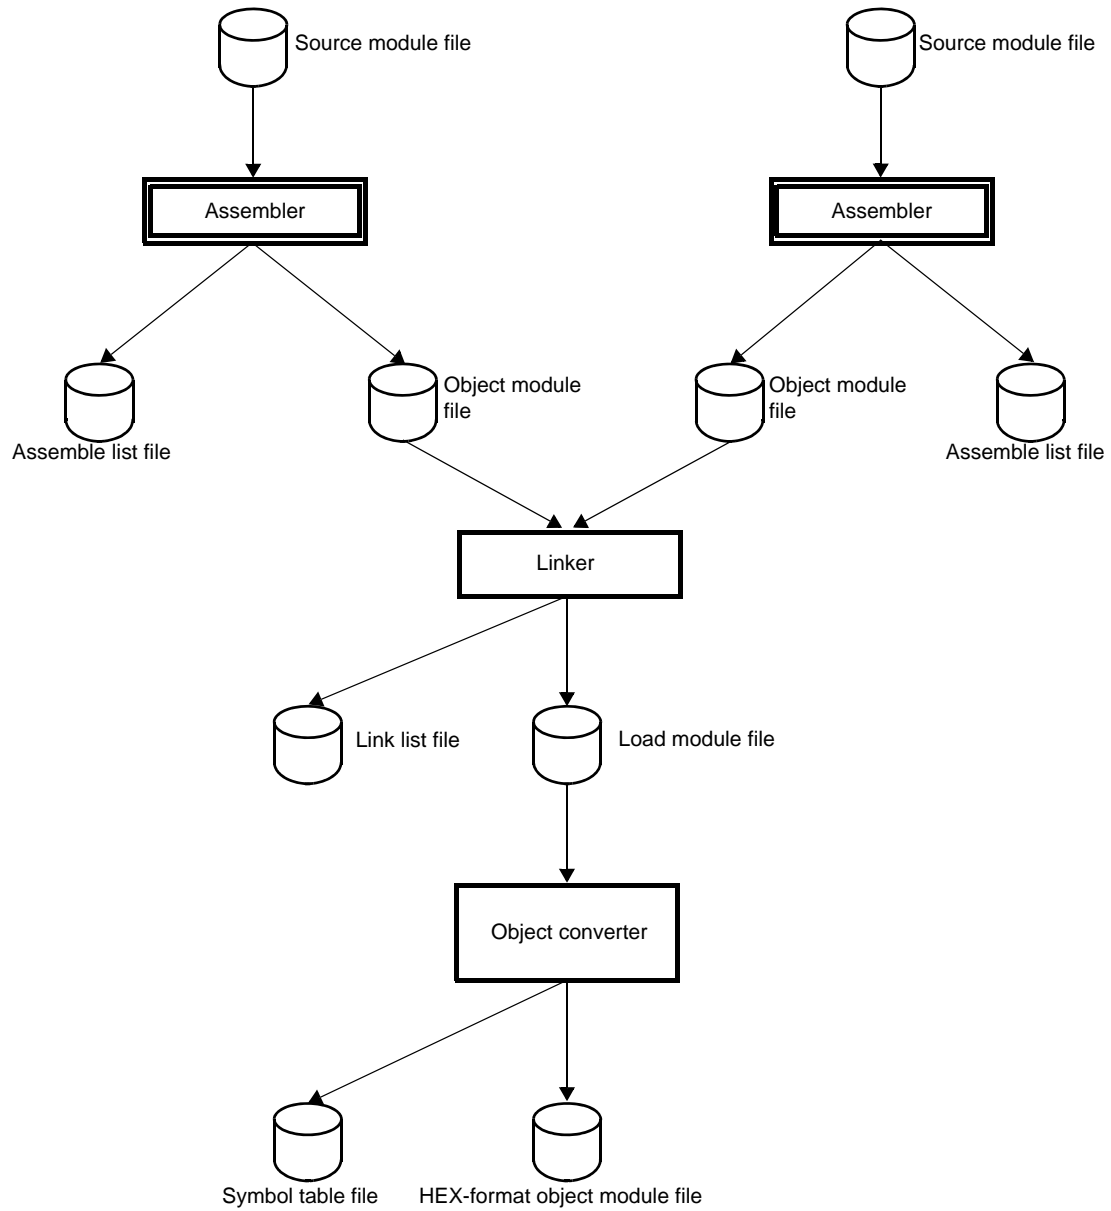 Source module file
Source module file
Assembler
Assembler
Object module
file
Object module
file
Assemble list file
Assemble list file
Linker
Link list file
Load module file
Object converter
Symbol table file
HEX-format object module file